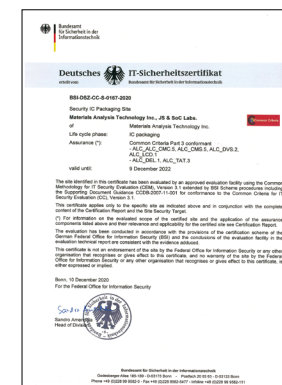 Bundesamt
für Sicherheit in der
Informationstechnik
Deutsches IT-Sicherheitszertifikat
erteilt vom Bundesamt für Sicherheit in der Informationstechnik
BSI-DSZ-CC-S-0167-2020
Security IC Packaging Site
Materials Analysis Technology Inc., JS & SoC Labs.
of Materials Analysis Technology Inc.
Common Criteria
Life cycle phase: IC packaging
Assurance (*): Common Criteria Part 3 conformant
- ALC_CMC.5, ALC_CMS.5, ALC_DVS.2,
ALC_LCD.1
- ALC_DEL.1, ALC_TAT.3
valid until: 9 December 2022
The site identified in this certificate has been evaluated by an approved evaluation facility using the Common
Methodology for IT Security Evaluation (CEM), Version 3.1 extended by BSI Scheme procedures including
the Supporting Document Guidance CCDB-2007-11-001 for conformance to the Common Criteria for IT
Security Evaluation (CC), Version 3.1.
This certificate applies only to the specific site as indicated above and in conjunction with the complete
content of the Certification Report and the Site Security Target.
(*) For information on the evaluated scope of the certified site and the application of the assurance
components listed above and their relevance and applicability for the certified site see Certification Report.
The evaluation has been conducted in accordance with the provisions of the certification scheme of the
German Federal Office for Information Security (BSI) and the conclusions of the evaluation facility in the
evaluation technical report are consistent with the evidence adduced.
This certificate is not an endorsement of the site by the Federal Office for Information Security or any other
organisation that recognises or gives effect to this certificate, and no warranty of the site by the Federal
Office for Information Security or any other organisation that recognises or gives effect to this certificate, is
either expressed or implied.
Bonn, 10 December 2020
For the Federal Office for Information Security
Sandro
Head of Division
Bundesamt für Sicherheit in der Informationstechnik
Godesberger Allee 185-189 - D-53175 Bonn - Postfach 20 03 63 - D-53133 Bonn
Phone +49 (0)228 99 9582-0 - Fax +49 (0)228 9582-5477 - Infoline +49 (0)228 99 9582-111